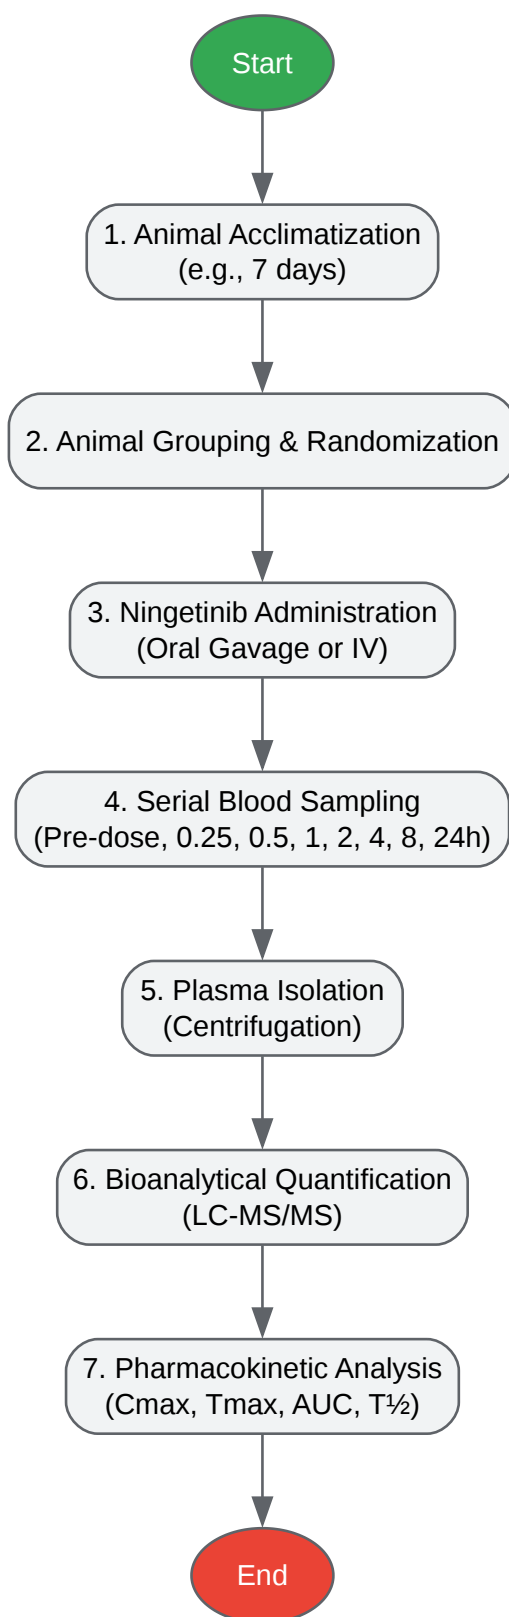 Start
1. Animal Acclimatization
(e.g., 7 days)
2. Animal Grouping & Randomization
3. Ningetinib Administration
(Oral Gavage or IV)
4. Serial Blood Sampling
(Pre-dose, 0.25, 0.5, 1, 2, 4, 8, 24h)
5. Plasma Isolation
(Centrifugation)
6. Bioanalytical Quantification
(LC-MS/MS)
7. Pharmacokinetic Analysis
(Cmax, Tmax, AUC, T½)
End